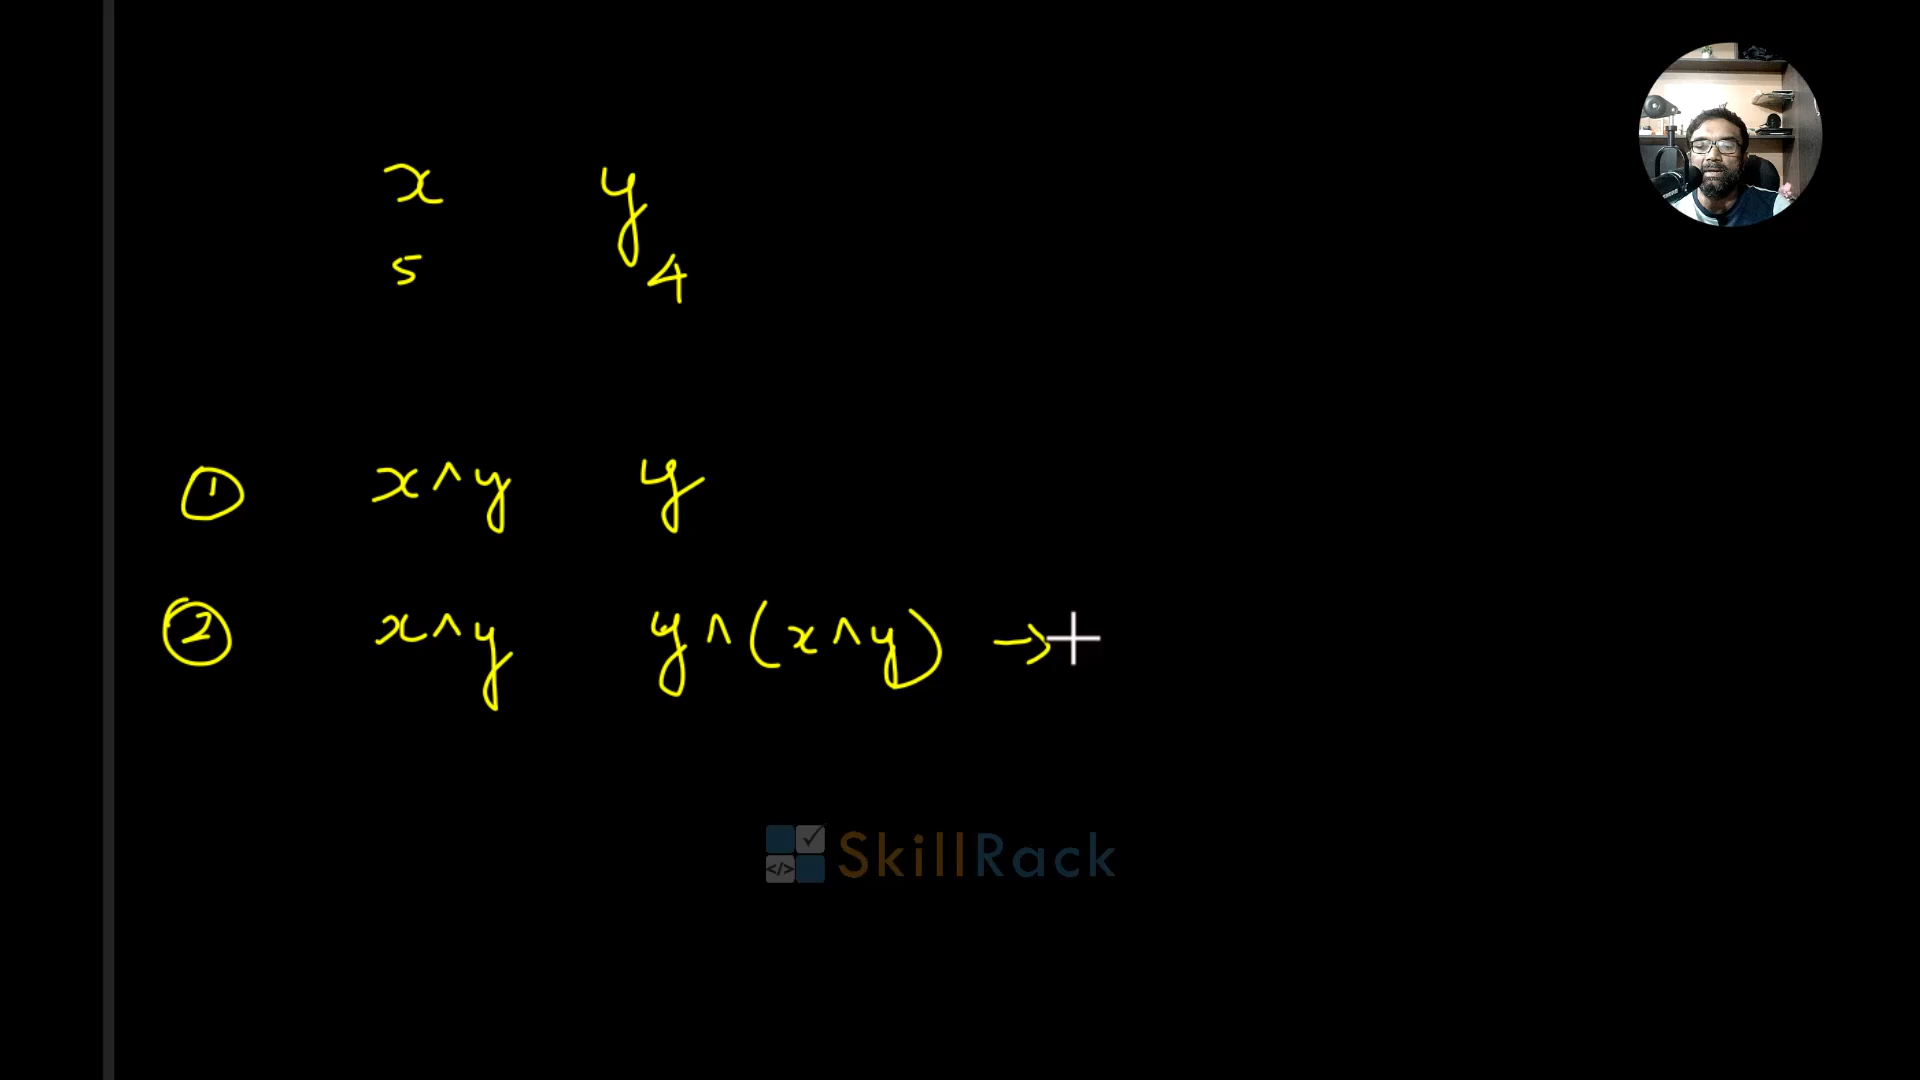 x y
5 4
① x ^ y y
② x ^ y y ^ (x ^ y) →
</> SkillRack